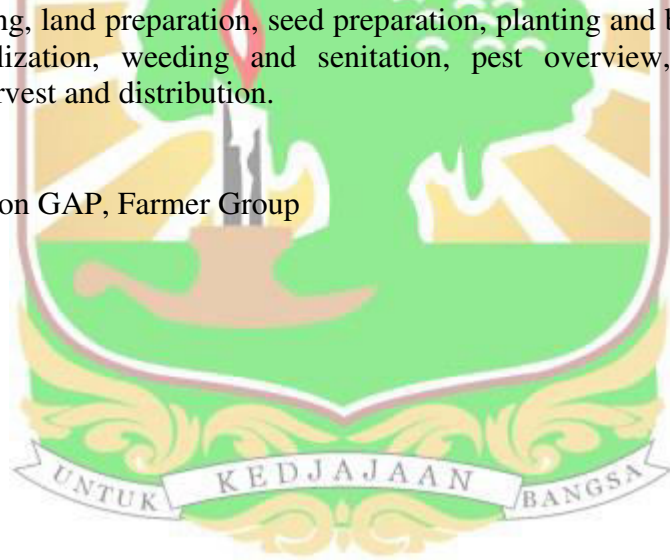 ng, land preparation, seed preparation, planting and
lization, weeding and senitation, pest overview,
rvest and distribution.
on GAP, Farmer Group
UNTUK KEDJAJAAN BANGSA